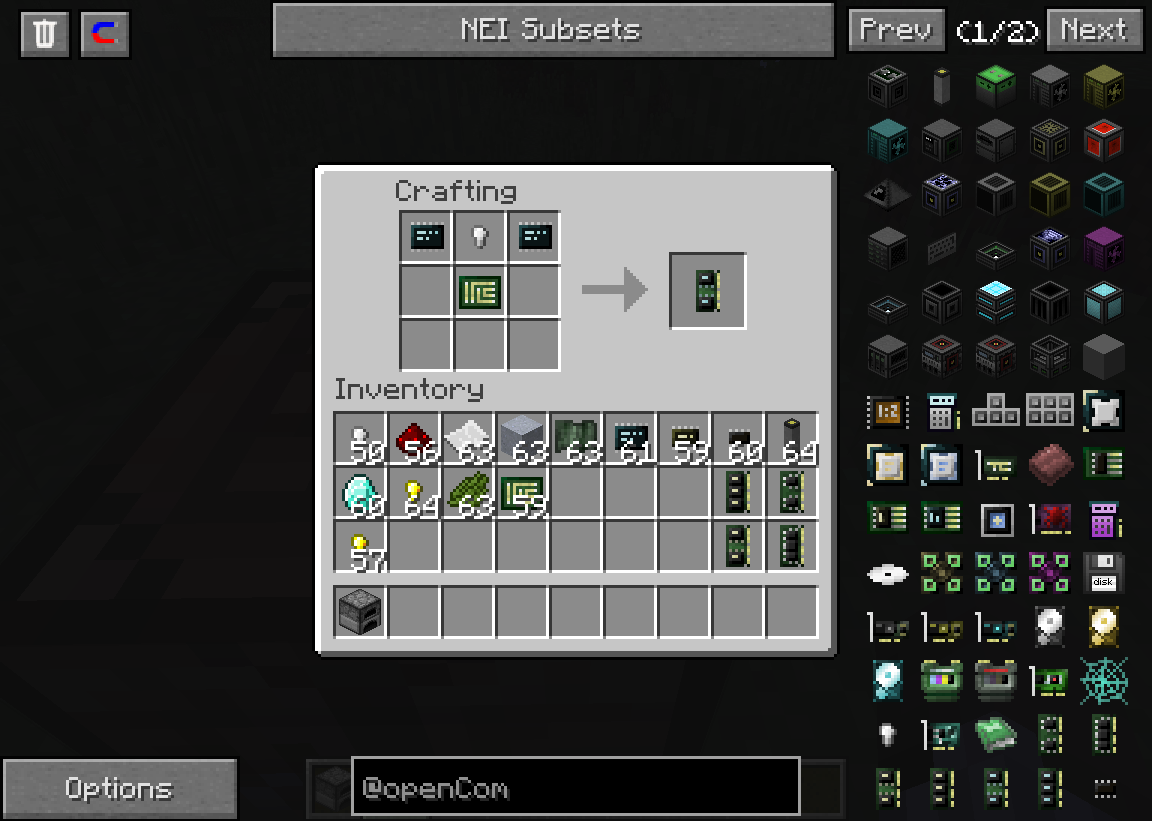 NEI Subsets
Prev (1/2) Next
Crafting
Inventory
50 56 63 63 63 61 59 60 64
60 64 63 59
57
1:2
disk
Options
@openCom